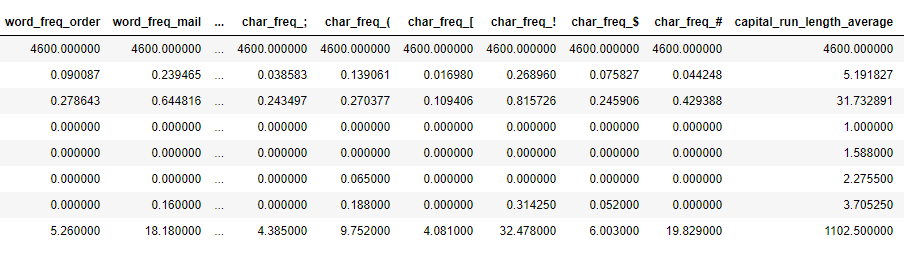 word_freq_order word_freq_mail ... char_freq_; char_freq_( char_freq_[ char_freq_! char_freq_$ char_freq_# capital_run_length_average
4600.000000 4600.000000 ... 4600.000000 4600.000000 4600.000000 4600.000000 4600.000000 4600.000000 4600.000000
0.090087 0.239465 ... 0.038583 0.139061 0.016980 0.268960 0.075827 0.044248 5.191827
0.278643 0.644816 ... 0.243497 0.270377 0.109406 0.815726 0.245906 0.429388 31.732891
0.000000 0.000000 ... 0.000000 0.000000 0.000000 0.000000 0.000000 0.000000 1.000000
0.000000 0.000000 ... 0.000000 0.000000 0.000000 0.000000 0.000000 0.000000 1.588000
0.000000 0.000000 ... 0.000000 0.065000 0.000000 0.000000 0.000000 0.000000 2.275500
0.000000 0.160000 ... 0.000000 0.188000 0.000000 0.314250 0.052000 0.000000 3.705250
5.260000 18.180000 ... 4.385000 9.752000 4.081000 32.478000 6.003000 19.829000 1102.500000